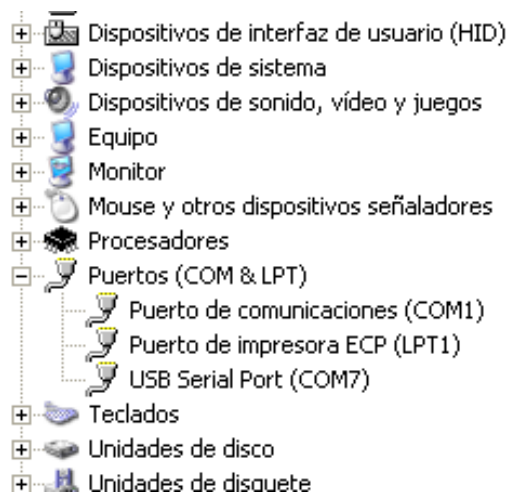 Dispositivos de interfaz de usuario (HID)
Dispositivos de sistema
Dispositivos de sonido, vídeo y juegos
Equipo
Monitor
Mouse y otros dispositivos señaladores
Procesadores
Puertos (COM & LPT)
Puerto de comunicaciones (COM1)
Puerto de impresora ECP (LPT1)
USB Serial Port (COM7)
Teclados
Unidades de disco
Unidades de disquete